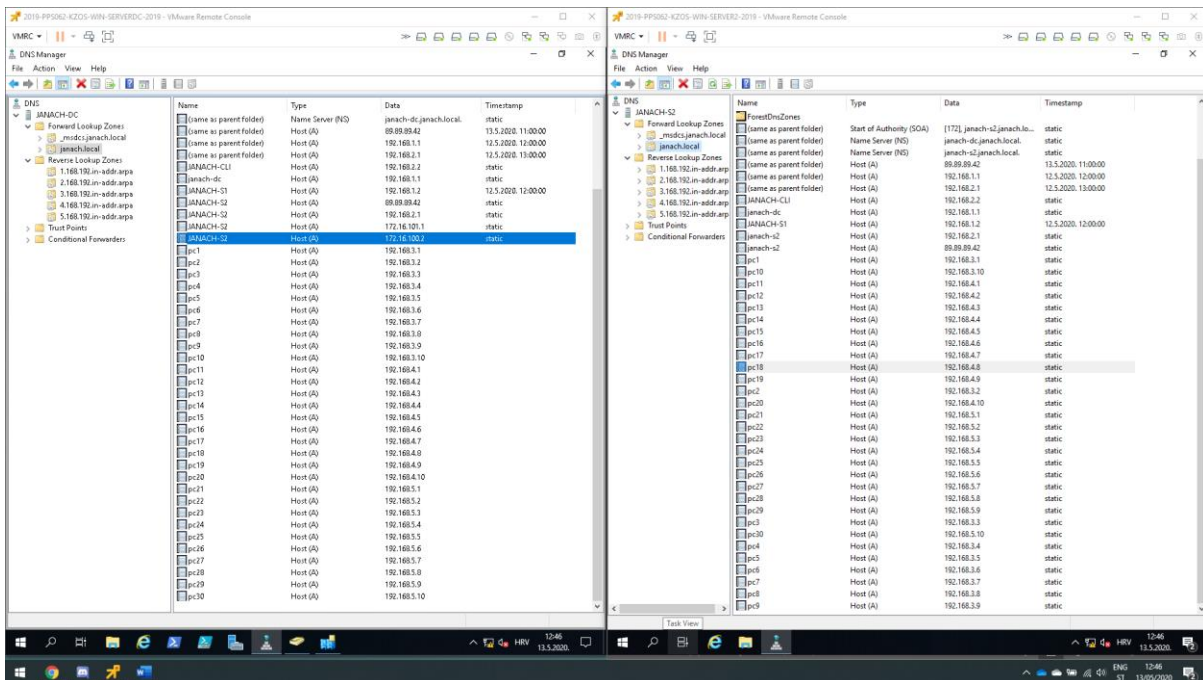 2019-PPS062-KZOS-WIN-SERVERDC-2019 - VMware Remote Console
VMRC
DNS Manager
File Action View Help
DNS
JANACH-DC
Forward Lookup Zones
_msdcs.janach.local
janach.local
Reverse Lookup Zones
1.168.192.in-addr.arpa
2.168.192.in-addr.arpa
3.168.192.in-addr.arpa
4.168.192.in-addr.arpa
5.168.192.in-addr.arpa
Trust Points
Conditional Forwarders
Name Type Data Timestamp
(same as parent folder) Name Server (NS) janach-dc.janach.local. static
(same as parent folder) Host (A) 89.89.89.42 13.5.2020. 11:00:00
(same as parent folder) Host (A) 192.168.1.1 12.5.2020. 12:00:00
(same as parent folder) Host (A) 192.168.2.1 12.5.2020. 13:00:00
JANACH-CLI Host (A) 192.168.2.2 static
janach-dc Host (A) 192.168.1.1 static
JANACH-S1 Host (A) 192.168.1.2 12.5.2020. 12:00:00
JANACH-S2 Host (A) 89.89.89.42 static
JANACH-S2 Host (A) 192.168.2.1 static
JANACH-S2 Host (A) 172.16.101.1 static
JANACH-S2 Host (A) 172.16.100.2 static
pc1 Host (A) 192.168.3.1 static
pc2 Host (A) 192.168.3.2 static
pc3 Host (A) 192.168.3.3 static
pc4 Host (A) 192.168.3.4 static
pc5 Host (A) 192.168.3.5 static
pc6 Host (A) 192.168.3.6 static
pc7 Host (A) 192.168.3.7 static
pc8 Host (A) 192.168.3.8 static
pc9 Host (A) 192.168.3.9 static
pc10 Host (A) 192.168.3.10 static
pc11 Host (A) 192.168.4.1 static
pc12 Host (A) 192.168.4.2 static
pc13 Host (A) 192.168.4.3 static
pc14 Host (A) 192.168.4.4 static
pc15 Host (A) 192.168.4.5 static
pc16 Host (A) 192.168.4.6 static
pc17 Host (A) 192.168.4.7 static
pc18 Host (A) 192.168.4.8 static
pc19 Host (A) 192.168.4.9 static
pc20 Host (A) 192.168.4.10 static
pc21 Host (A) 192.168.5.1 static
pc22 Host (A) 192.168.5.2 static
pc23 Host (A) 192.168.5.3 static
pc24 Host (A) 192.168.5.4 static
pc25 Host (A) 192.168.5.5 static
pc26 Host (A) 192.168.5.6 static
pc27 Host (A) 192.168.5.7 static
pc28 Host (A) 192.168.5.8 static
pc29 Host (A) 192.168.5.9 static
pc30 Host (A) 192.168.5.10 static
HRV 12:46
13.5.2020.
2019-PPS062-KZOS-WIN-SERVER2-2019 - VMware Remote Console
VMRC
DNS Manager
File Action View Help
DNS
JANACH-S2
Forward Lookup Zones
_msdcs.janach.local
janach.local
Reverse Lookup Zones
1.168.192.in-addr.arp
2.168.192.in-addr.arp
3.168.192.in-addr.arp
4.168.192.in-addr.arp
5.168.192.in-addr.arp
Trust Points
Conditional Forwarders
Name Type Data Timestamp
ForestDnsZones
(same as parent folder) Start of Authority (SOA) [172], janach-s2.janach.lo... static
(same as parent folder) Name Server (NS) janach-dc.janach.local. static
(same as parent folder) Name Server (NS) janach-s2.janach.local. static
(same as parent folder) Host (A) 89.89.89.42 13.5.2020. 11:00:00
(same as parent folder) Host (A) 192.168.1.1 12.5.2020. 12:00:00
(same as parent folder) Host (A) 192.168.2.1 12.5.2020. 13:00:00
JANACH-CLI Host (A) 192.168.2.2 static
janach-dc Host (A) 192.168.1.1 static
JANACH-S1 Host (A) 192.168.1.2 12.5.2020. 12:00:00
janach-s2 Host (A) 192.168.2.1 static
janach-s2 Host (A) 89.89.89.42 static
pc1 Host (A) 192.168.3.1 static
pc10 Host (A) 192.168.3.10 static
pc11 Host (A) 192.168.4.1 static
pc12 Host (A) 192.168.4.2 static
pc13 Host (A) 192.168.4.3 static
pc14 Host (A) 192.168.4.4 static
pc15 Host (A) 192.168.4.5 static
pc16 Host (A) 192.168.4.6 static
pc17 Host (A) 192.168.4.7 static
pc18 Host (A) 192.168.4.8 static
pc19 Host (A) 192.168.4.9 static
pc2 Host (A) 192.168.3.2 static
pc20 Host (A) 192.168.4.10 static
pc21 Host (A) 192.168.5.1 static
pc22 Host (A) 192.168.5.2 static
pc23 Host (A) 192.168.5.3 static
pc24 Host (A) 192.168.5.4 static
pc25 Host (A) 192.168.5.5 static
pc26 Host (A) 192.168.5.6 static
pc27 Host (A) 192.168.5.7 static
pc28 Host (A) 192.168.5.8 static
pc29 Host (A) 192.168.5.9 static
pc3 Host (A) 192.168.3.3 static
pc30 Host (A) 192.168.5.10 static
pc4 Host (A) 192.168.3.4 static
pc5 Host (A) 192.168.3.5 static
pc6 Host (A) 192.168.3.6 static
pc7 Host (A) 192.168.3.7 static
pc8 Host (A) 192.168.3.8 static
pc9 Host (A) 192.168.3.9 static
Task View
HRV 12:46
13.5.2020.
ENG 12:46
ST 13/05/2020